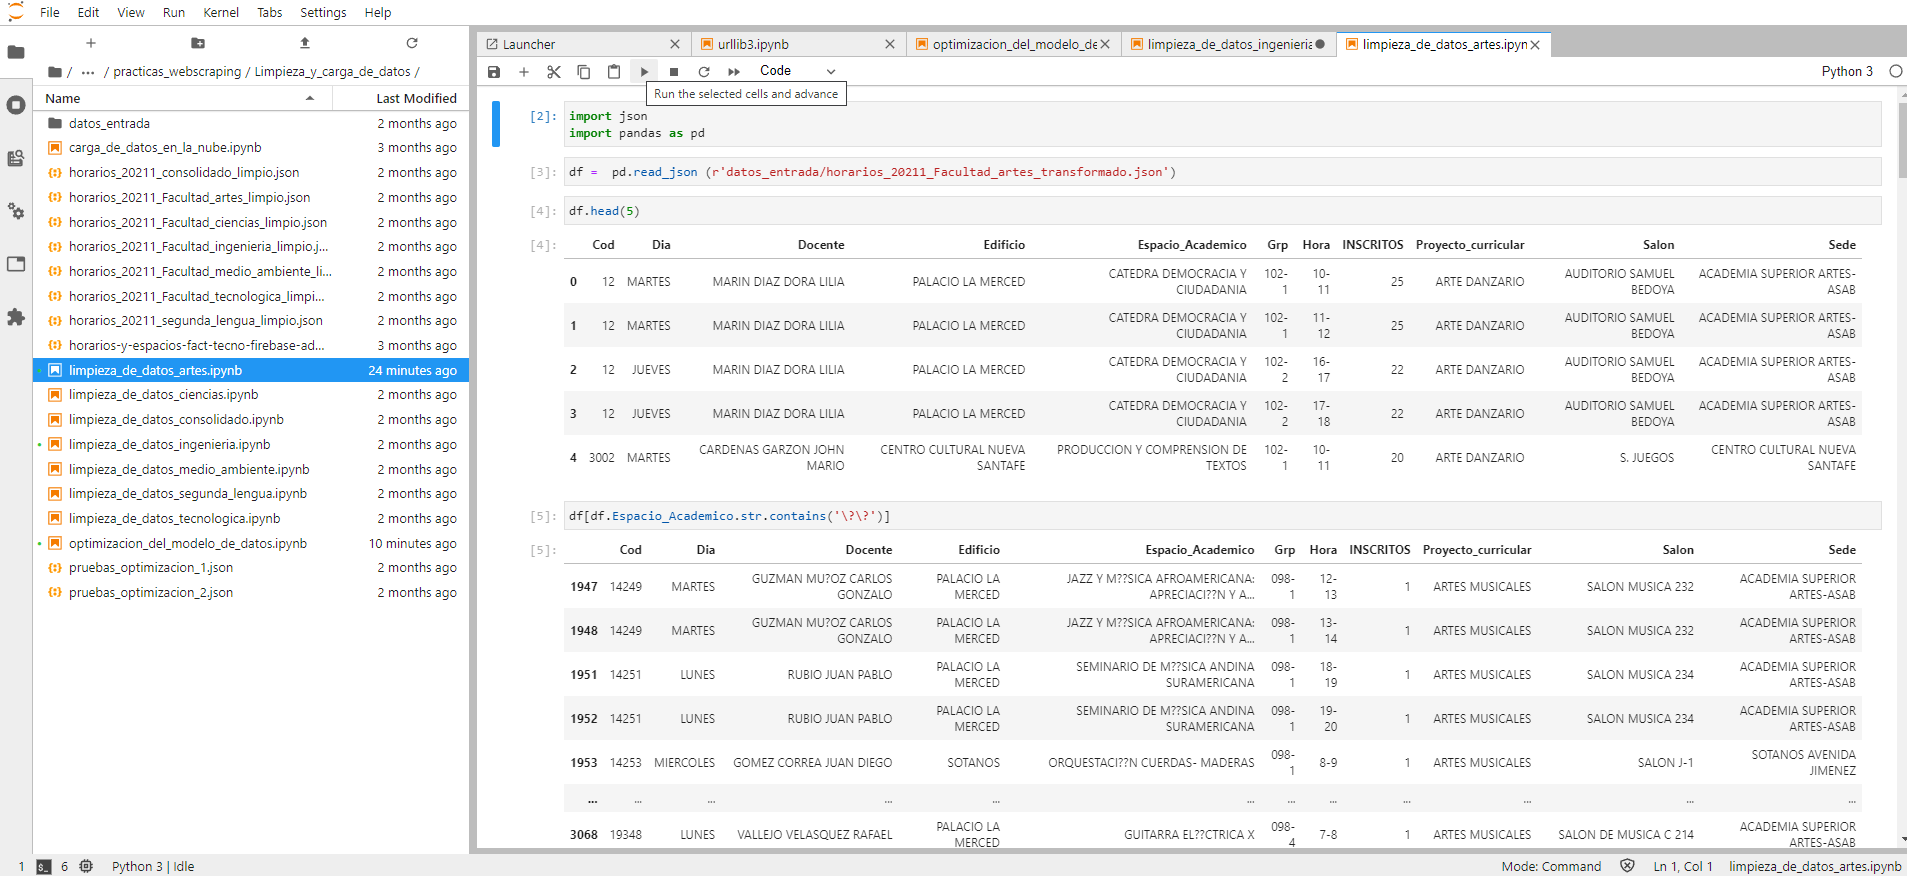 File Edit View Run Kernel Tabs Settings Help
/ ··· / practicas_webscraping / Limpieza_y_carga_de_datos /
Name Last Modified
datos_entrada 2 months ago
carga_de_datos_en_la_nube.ipynb 3 months ago
horarios_20211_consolidado_limpio.json 2 months ago
horarios_20211_Facultad_artes_limpio.json 2 months ago
horarios_20211_Facultad_ciencias_limpio.json 2 months ago
horarios_20211_Facultad_ingenieria_limpio.j... 2 months ago
horarios_20211_Facultad_medio_ambiente_li... 2 months ago
horarios_20211_Facultad_tecnologica_limpi... 2 months ago
horarios_20211_segunda_lengua_limpio.json 2 months ago
horarios-y-espacios-fact-tecno-firebase-ad... 3 months ago
limpieza_de_datos_artes.ipynb 24 minutes ago
limpieza_de_datos_ciencias.ipynb 2 months ago
limpieza_de_datos_consolidado.ipynb 2 months ago
limpieza_de_datos_ingenieria.ipynb 2 months ago
limpieza_de_datos_medio_ambiente.ipynb 2 months ago
limpieza_de_datos_segunda_lengua.ipynb 2 months ago
limpieza_de_datos_tecnologica.ipynb 2 months ago
optimizacion_del_modelo_de_datos.ipynb 10 minutes ago
pruebas_optimizacion_1.json 2 months ago
pruebas_optimizacion_2.json 2 months ago
Launcher urllib3.ipynb optimizacion_del_modelo_de limpieza_de_datos_ingenieria limpieza_de_datos_artes.ipyn
Code Python 3
Run the selected cells and advance
[2]: import json
import pandas as pd
[3]: df = pd.read_json (r'datos_entrada/horarios_20211_Facultad_artes_transformado.json')
[4]: df.head(5)
[4]: Cod Dia Docente Edificio Espacio_Academico Grp Hora INSCRITOS Proyecto_curricular Salon Sede
0 12 MARTES MARIN DIAZ DORA LILIA PALACIO LA MERCED CATEDRA DEMOCRACIA Y CIUDADANIA 102-1 10-11 25 ARTE DANZARIO AUDITORIO SAMUEL BEDOYA ACADEMIA SUPERIOR ARTES-ASAB
1 12 MARTES MARIN DIAZ DORA LILIA PALACIO LA MERCED CATEDRA DEMOCRACIA Y CIUDADANIA 102-1 11-12 25 ARTE DANZARIO AUDITORIO SAMUEL BEDOYA ACADEMIA SUPERIOR ARTES-ASAB
2 12 JUEVES MARIN DIAZ DORA LILIA PALACIO LA MERCED CATEDRA DEMOCRACIA Y CIUDADANIA 102-2 16-17 22 ARTE DANZARIO AUDITORIO SAMUEL BEDOYA ACADEMIA SUPERIOR ARTES-ASAB
3 12 JUEVES MARIN DIAZ DORA LILIA PALACIO LA MERCED CATEDRA DEMOCRACIA Y CIUDADANIA 102-2 17-18 22 ARTE DANZARIO AUDITORIO SAMUEL BEDOYA ACADEMIA SUPERIOR ARTES-ASAB
4 3002 MARTES CARDENAS GARZON JOHN MARIO CENTRO CULTURAL NUEVA SANTAFE PRODUCCION Y COMPRENSION DE TEXTOS 102-1 10-11 20 ARTE DANZARIO S. JUEGOS CENTRO CULTURAL NUEVA SANTAFE
[5]: df[df.Espacio_Academico.str.contains('\?\?')]
[5]: Cod Dia Docente Edificio Espacio_Academico Grp Hora INSCRITOS Proyecto_curricular Salon Sede
1947 14249 MARTES GUZMAN MU?OZ CARLOS GONZALO PALACIO LA MERCED JAZZ Y M??SICA AFROAMERICANA: APRECIACI??N Y A... 098-1 12-13 1 ARTES MUSICALES SALON MUSICA 232 ACADEMIA SUPERIOR ARTES-ASAB
1948 14249 MARTES GUZMAN MU?OZ CARLOS GONZALO PALACIO LA MERCED JAZZ Y M??SICA AFROAMERICANA: APRECIACI??N Y A... 098-1 13-14 1 ARTES MUSICALES SALON MUSICA 232 ACADEMIA SUPERIOR ARTES-ASAB
1951 14251 LUNES RUBIO JUAN PABLO PALACIO LA MERCED SEMINARIO DE M??SICA ANDINA SURAMERICANA 098-1 18-19 1 ARTES MUSICALES SALON MUSICA 234 ACADEMIA SUPERIOR ARTES-ASAB
1952 14251 LUNES RUBIO JUAN PABLO PALACIO LA MERCED SEMINARIO DE M??SICA ANDINA SURAMERICANA 098-1 19-20 1 ARTES MUSICALES SALON MUSICA 234 ACADEMIA SUPERIOR ARTES-ASAB
1953 14253 MIERCOLES GOMEZ CORREA JUAN DIEGO SOTANOS ORQUESTACI??N CUERDAS- MADERAS 098-1 8-9 1 ARTES MUSICALES SALON J-1 SOTANOS AVENIDA JIMENEZ
... ... ... ... ... ... ... ... ... ... ... ...
3068 19348 LUNES VALLEJO VELASQUEZ RAFAEL PALACIO LA MERCED GUITARRA EL??CTRICA X 098-4 7-8 1 ARTES MUSICALES SALON DE MUSICA C 214 ACADEMIA SUPERIOR ARTES-ASAB
1 6 Python 3 | Idle Mode: Command Ln 1, Col 1 limpieza_de_datos_artes.ipynb